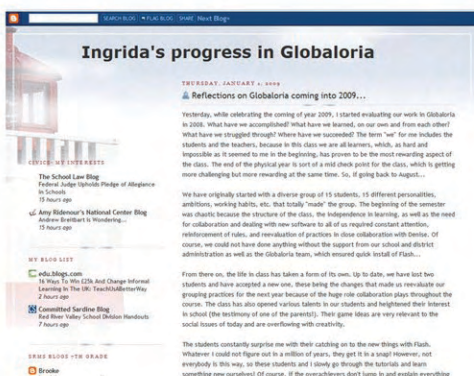 SEARCH BLOG FLAG BLOG SHARE Next Blog»
Ingrida's progress in Globaloria
THURSDAY, JANUARY 1, 2009
Reflections on Globaloria coming into 2009...
Yesterday, while celebrating the coming of year 2009, I started evaluating our work in Globaloria
in 2008. What have we accomplished? What have we learned, on our own and from each other?
What have we struggled through? Where have we succeeded? The term "we" for me includes the
students and the teachers, because in this class we are all learners, which, as hard and
impossible as it seemed to me in the beginning, has proven to be the most rewarding aspect of
the class. The end of the physical year is sort of a mid check point for the class, which is getting
more challenging but more rewarding at the same time. So, if going back to August...
We have originally started with a diverse group of 15 students, 15 different personalities,
ambitions, working habits, etc. that totally "made" the group. The beginning of the semester
was chaotic because the structure of the class, the independence in learning, as well as the need
for collaboration and dealing with new software to all of us required constant attention,
reinforcement of rules, and reevaluation of practices in close collaboration with Denise. Of
course, we could not have done anything without the support from our school and district
administration as well as the Globaloria team, which ensured quick install of Flash...
From there on, the life in class has taken a form of its own. Up to date, we have lost two
students and have accepted a new one, these being the changes that made us reevaluate our
grouping practices for the next year because of the huge role collaboration plays throughout the
course. The class has also opened various talents in our students and heightened their interest
in school (the testimony of one of the parents!). Their game ideas are very relevant to the
social issues of today and are overflowing with creativity.
The students constantly surprise me with their catching on to the new things with Flash.
Whatever I could not figure out in a million of years, they get it in a snap! However, not
everybody is this way, so these students and I slowly go through the tutorials and learn
something new ourselves! Of course, if the overachievers don't jump in and explain everything
CIVICS- MY INTERESTS
The School Law Blog
Federal Judge Upholds Pledge of Allegiance
in Schools
15 hours ago
Amy Ridenour's National Center Blog
Andrew Breitbart is Wondering...
15 hours ago
MY BLOG LIST
edu.blogs.com
16 Ways To Win £25k And Change Informal
Learning In The UK: TeachUsABetterWay
2 hours ago
Committed Sardine Blog
Red River Valley School Division Handouts
7 hours ago
SRMS BLOGS 8TH GRADE
Brooke